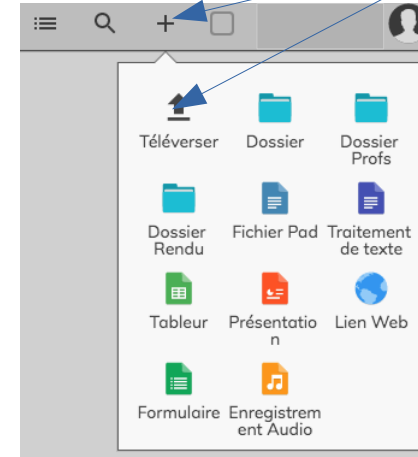 Téléverser Dossier Dossier
Profs
Dossier Fichier Pad Traitement
Rendu de texte
Tableur Présentatio Lien Web
n
Formulaire Enregistrem
ent Audio